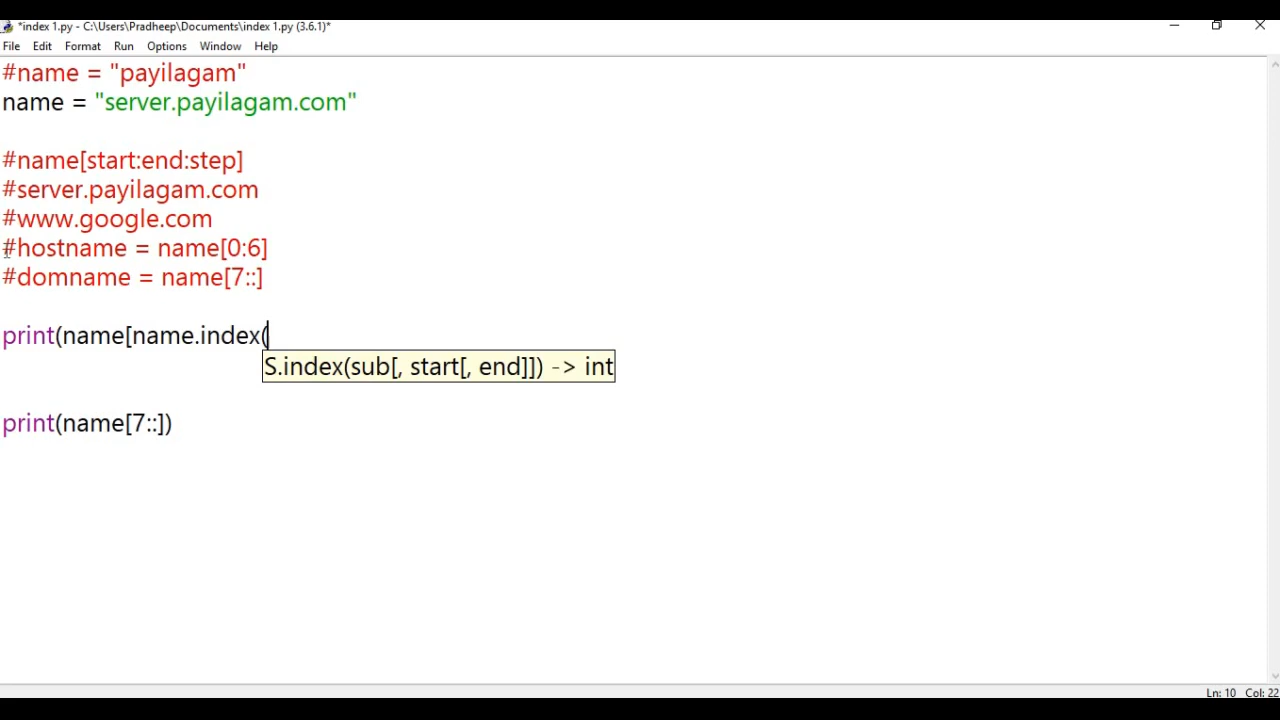 *index 1.py - C:\Users\Pradheep\Documents\index 1.py (3.6.1)*
File Edit Format Run Options Window Help
#name = "payilagam"
name = "server.payilagam.com"
#name[start:end:step]
#server.payilagam.com
#www.google.com
#hostname = name[0:6]
#domname = name[7::]
print(name[name.index(
S.index(sub[, start[, end]]) -> int
print(name[7::])
Ln: 10 Col: 22